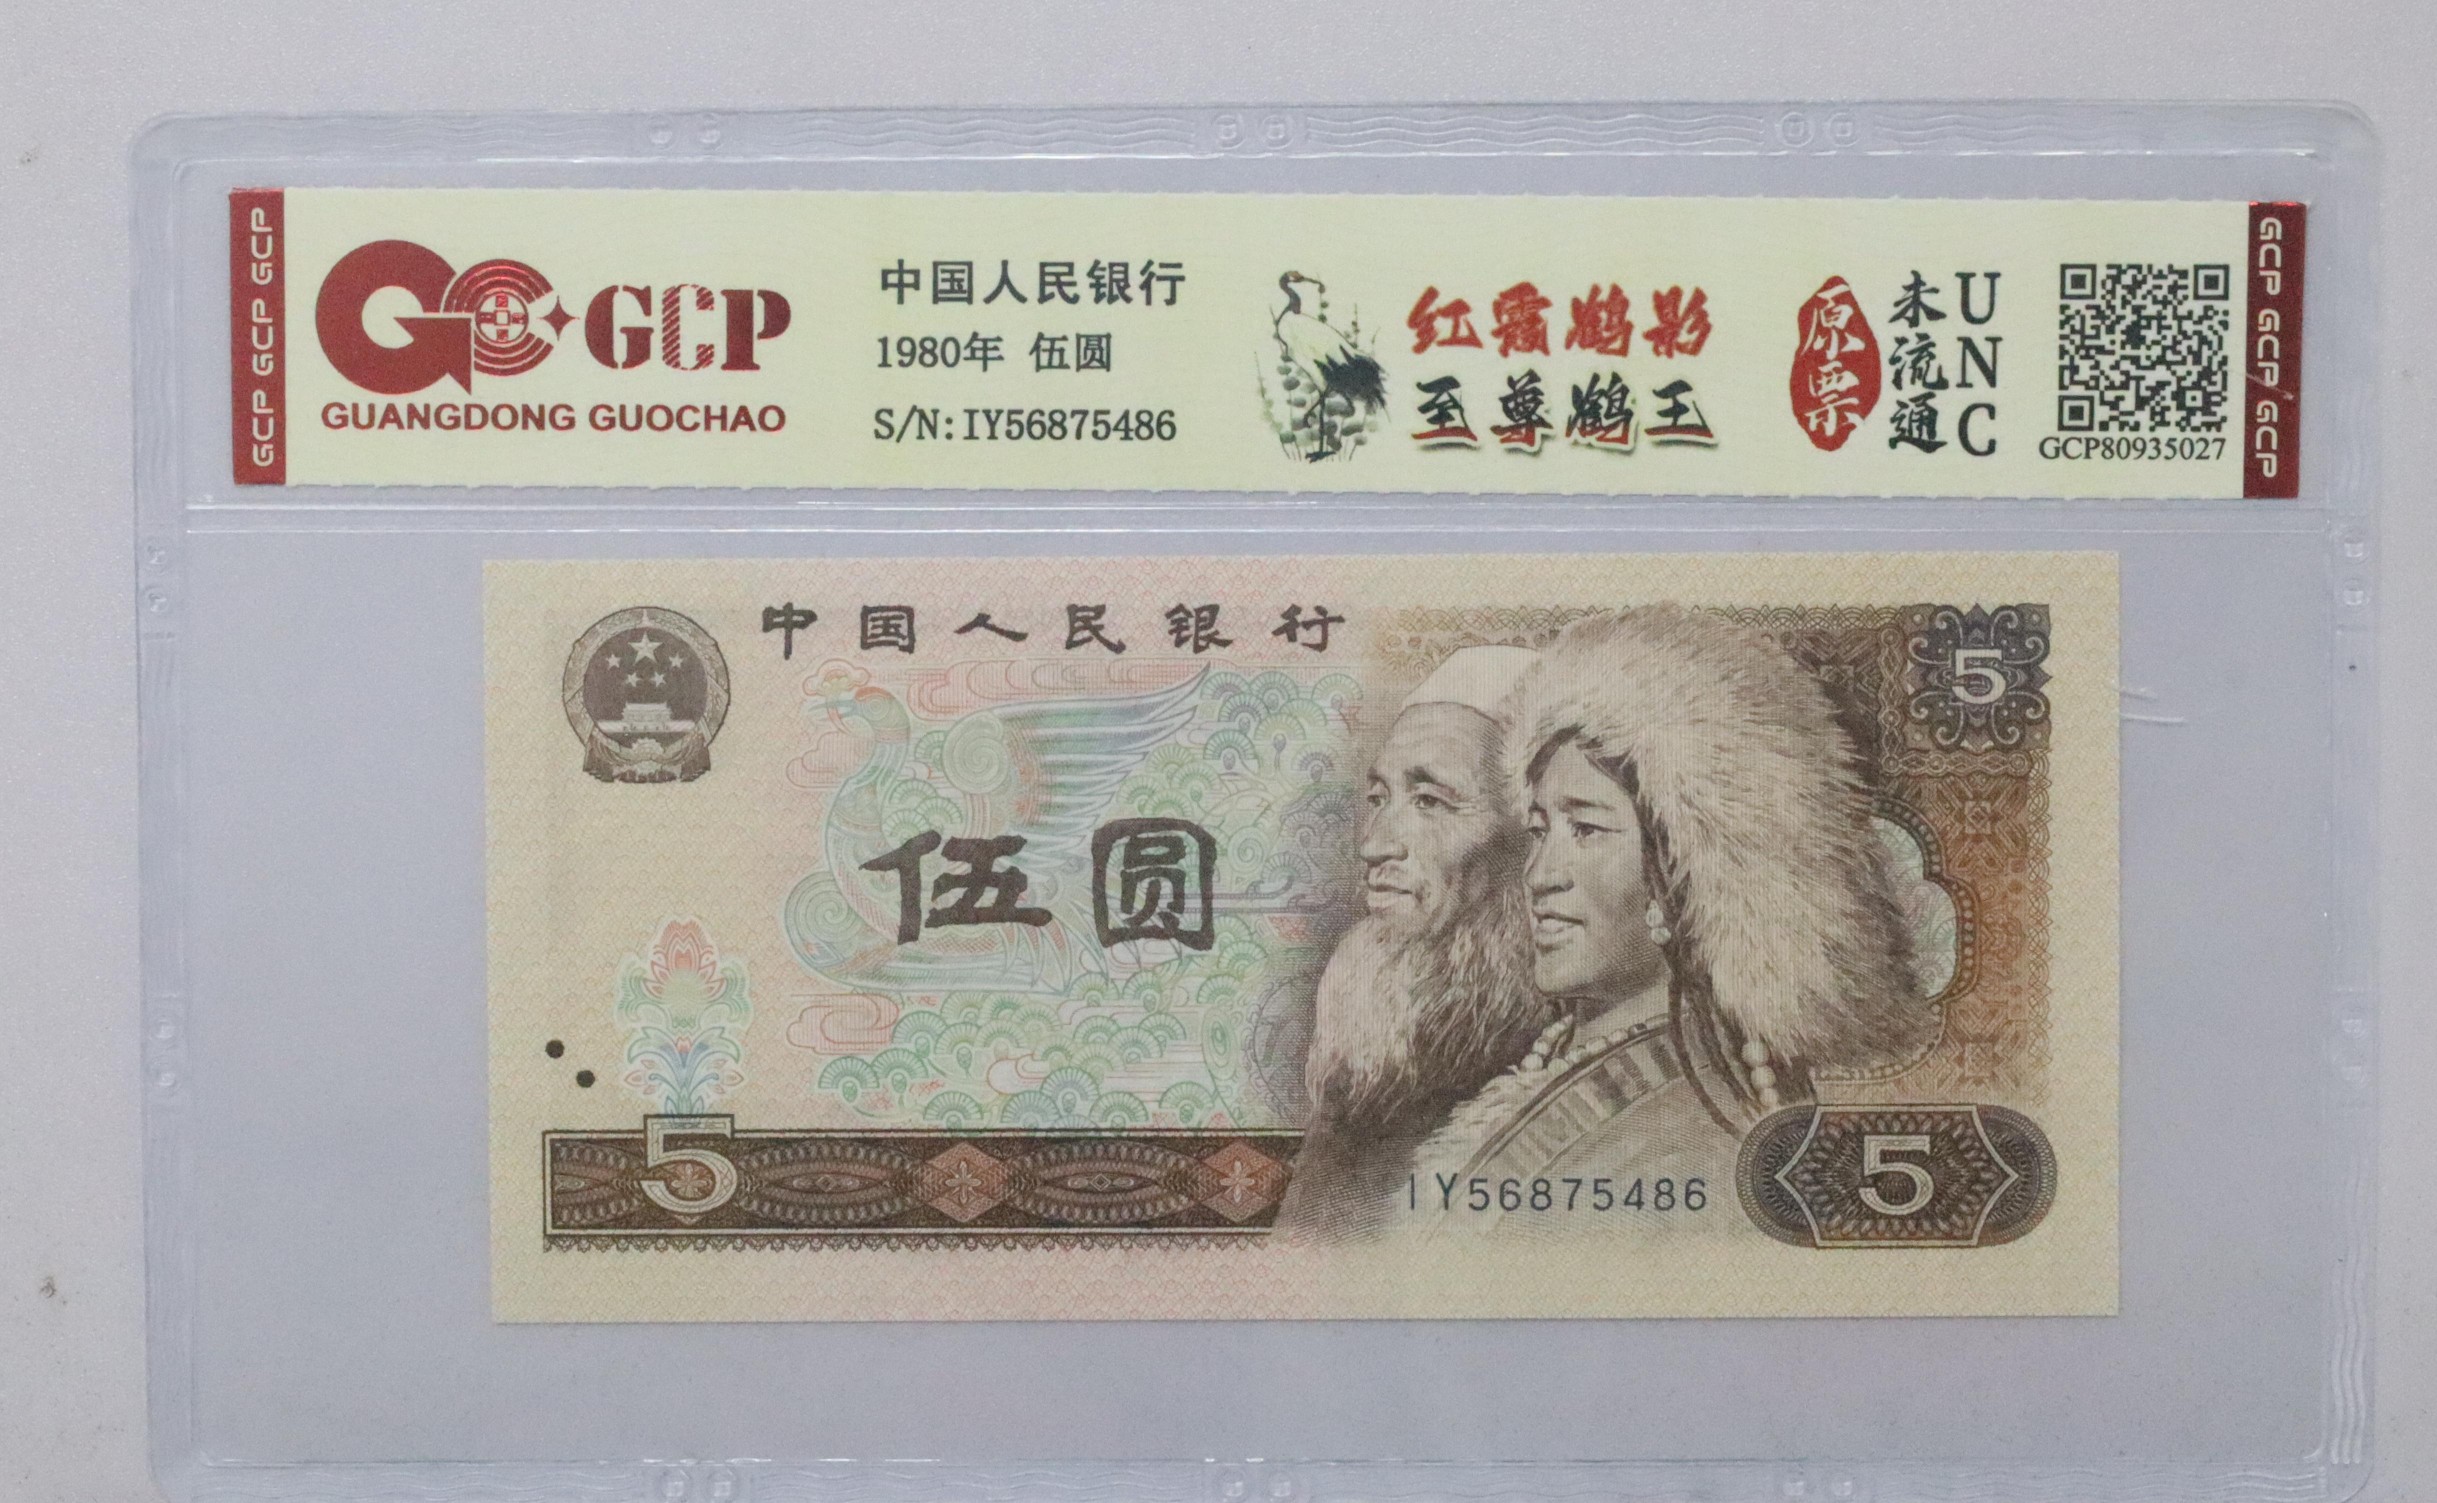 GCP GCP GCP
GCP
GUANGDONG GUOCHAO
中国人民银行
1980年 伍圆
S/N:IY56875486
红霞鹤影
至尊鹤王
原票
未流通
UNC
GCP80935027
GCP GCP GCP
中国人民银行
5
伍圆
5
IY56875486
5